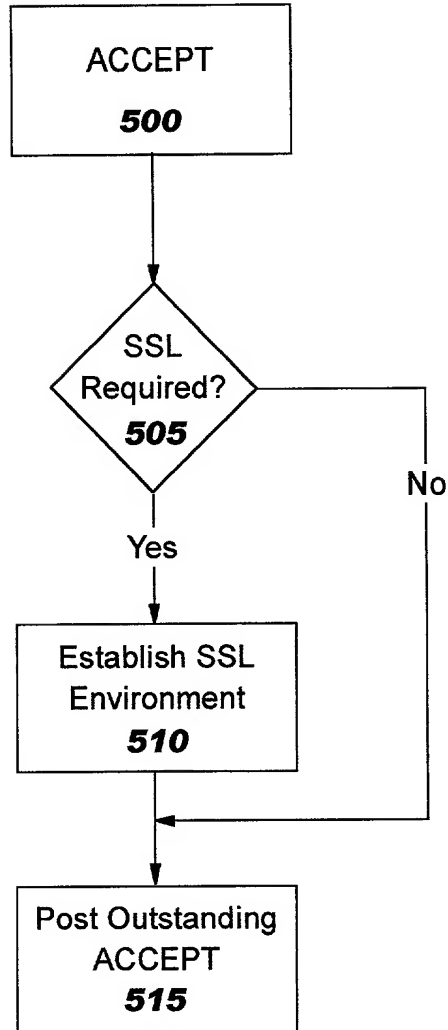 ACCEPT
500
SSL
Required?
505
No
Yes
Establish SSL
Environment
510
Post Outstanding
ACCEPT
515